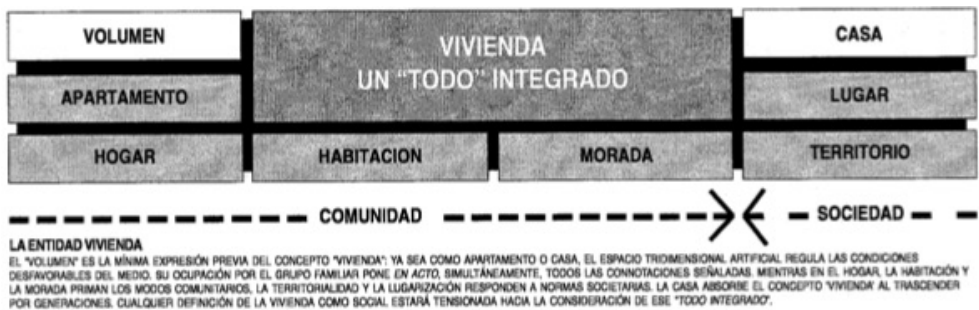 VOLUMEN
VIVIENDA
UN "TODO" INTEGRADO
CASA
APARTAMENTO
LUGAR
HOGAR
HABITACION
MORADA
TERRITORIO
COMUNIDAD
SOCIEDAD
LA ENTIDAD VIVIENDA
EL "VOLUMEN" ES LA MÍNIMA EXPRESIÓN PREVIA DEL CONCEPTO "VIVIENDA": YA SEA COMO APARTAMENTO O CASA, EL ESPACIO TRIDIMENSIONAL ARTIFICIAL REGULA LAS CONDICIONES
DESFAVORABLES DEL MEDIO. SU OCUPACIÓN POR EL GRUPO FAMILIAR PONE EN ACTO, SIMULTÁNEAMENTE, TODOS LAS CONNOTACIONES SEÑALADAS. MIENTRAS EN EL HOGAR, LA HABITACIÓN Y
LA MORADA PRIMAN LOS MODOS COMUNITARIOS, LA TERRITORIALIDAD Y LA LUGARIZACIÓN RESPONDEN A NORMAS SOCIETARIAS. LA CASA ABSORBE EL CONCEPTO 'VIVIENDA' AL TRASCENDER
POR GENERACIONES. CUALQUIER DEFINICIÓN DE LA VIVIENDA COMO SOCIAL ESTARÁ TENSIONADA HACIA LA CONSIDERACIÓN DE ESE "TODO INTEGRADO".